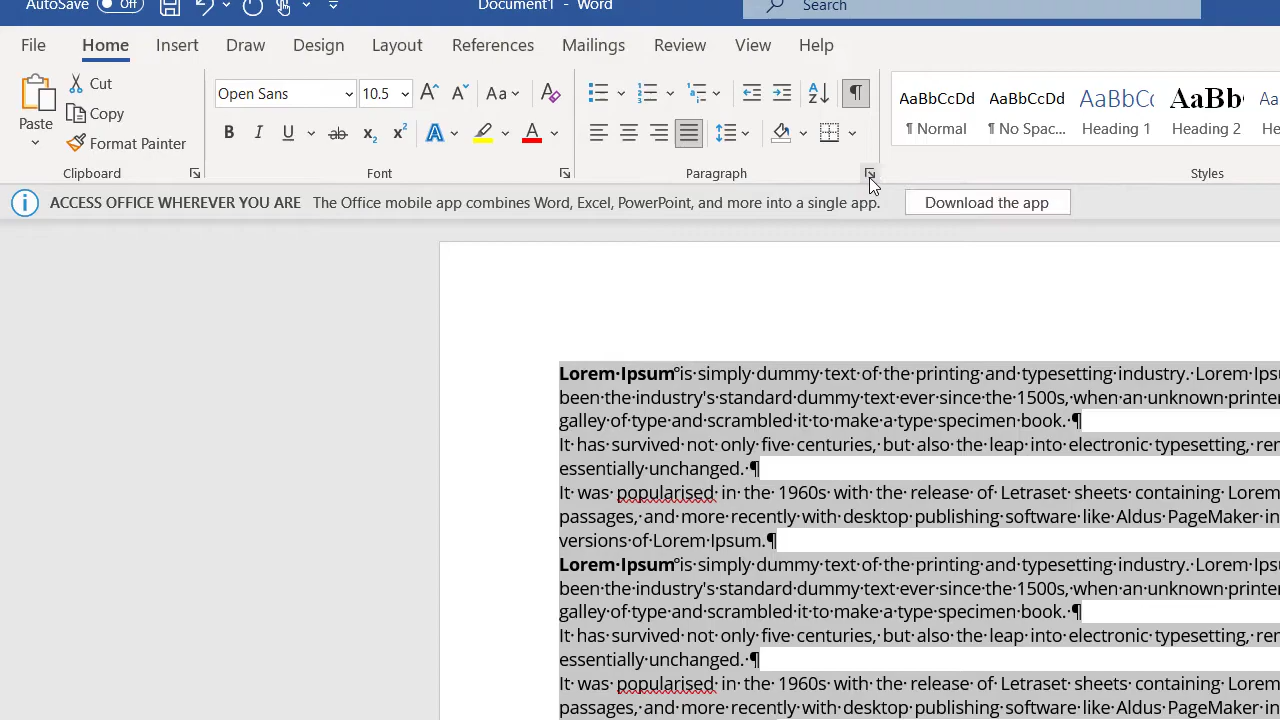 AutoSave Off Document1 - Word Search
File Home Insert Draw Design Layout References Mailings Review View Help
Paste
Cut
Copy
Format Painter
Clipboard
Open Sans 10.5 Aa
B I U ab x₂ x² A A
Font
Paragraph
AaBbCcDd AaBbCcDd AaBbC AaBb
¶ Normal ¶ No Spac... Heading 1 Heading 2
Styles
ACCESS OFFICE WHEREVER YOU ARE The Office mobile app combines Word, Excel, PowerPoint, and more into a single app. Download the app
Lorem·Ipsum°is·simply·dummy·text·of·the·printing·and·typesetting·industry.·Lorem·Ipsu
been·the·industry's·standard·dummy·text·ever·since·the·1500s,·when·an·unknown·printer
galley·of·type·and·scrambled·it·to·make·a·type·specimen·book.·¶
It·has·survived·not·only·five·centuries,·but·also·the·leap·into·electronic·typesetting,·
essentially·unchanged.·¶
It·was·popularised·in·the·1960s·with·the·release·of·Letraset·sheets·containing·Lorem
passages,·and·more·recently·with·desktop·publishing·software·like·Aldus·PageMaker·in
versions·of·Lorem·Ipsum.¶
Lorem·Ipsum°is·simply·dummy·text·of·the·printing·and·typesetting·industry.·Lorem·Ipsu
been·the·industry's·standard·dummy·text·ever·since·the·1500s,·when·an·unknown·printer
galley·of·type·and·scrambled·it·to·make·a·type·specimen·book.·¶
It·has·survived·not·only·five·centuries,·but·also·the·leap·into·electronic·typesetting,·
essentially·unchanged.·¶
It·was·popularised·in·the·1960s·with·the·release·of·Letraset·sheets·containing·Lorem
passages,·and·more·recently·with·desktop·publishing·software·like·Aldus·PageMaker·in